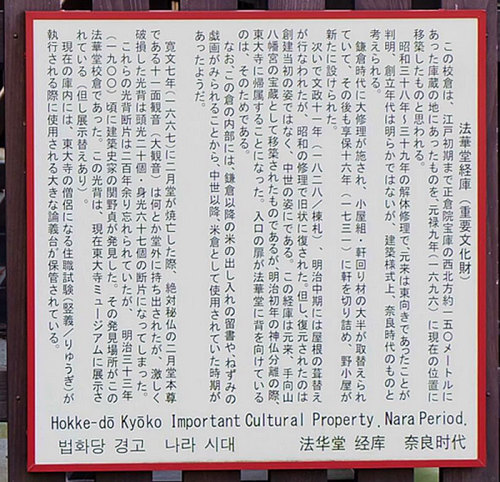 法華堂経庫(重要文化財)
この校倉は、江戸初期まで正倉院宝庫の西北方約一五〇メートルに
あった庫蔵の地にあったものを、元禄九年(一六九六)に現在の位置に
移築したものと思われる。
昭和三十八年〜三十九年の解体修理で、元来は東向きであったことが
判明、創立年代は明らかではないが、建築様式上、奈良時代のものと
考えられる。
鎌倉時代に大修理が施され、小屋組・軒回り材の大半が取替えられ
ていて、その後も享保十六年(一七三一)に軒を切り詰め、野小屋が
新たに設けられた。
次いで文政十一年(一八二八/棟札)、明治中期には屋根の葺替え
が行なわれたが、昭和の修理で旧状に復された。但し、復元されたのは
創建当初の姿ではなく、中世の姿にである。この経庫は元来、手向山
八幡宮の宝蔵として移築されたものであるが、明治初年の神仏分離の際、
東大寺に帰属することになった。入口の扉が法華堂に背を向けている
のは、そのためである。
なお、この倉の内部には、鎌倉以降の米の出し入れの留書や、ねずみの
戯画がみられることから、中世以降、米倉として使用されていた時期が
あったようだ。
寛文七年(一六六七)に二月堂が焼亡した際、絶対秘仏の二月堂本尊
である十一面観音(大観音)は何とか堂外に持ち出されたが、激しく
破損した光背は頭光二十個・身光六十七個の断片になってしまった。
これらの光背断片は二百年余り忘れられていたが、明治三十三年
(一九〇〇)頃に建築史家の関野貞が発見した。その発見場所がこの
法華堂校倉であった。この光背は、現在東大寺ミュージアムに展示さ
れている(但し展示替えあり)。
現在の庫内には、東大寺の僧侶になる住職試験(竪義/りゅうぎ)が
執行される際に使用される大きな論義台が保管されている。
Hokke-dō Kyōko Important Cultural Property, Nara Period.
법화당 경고 나라 시대 法华堂 经库 奈良时代